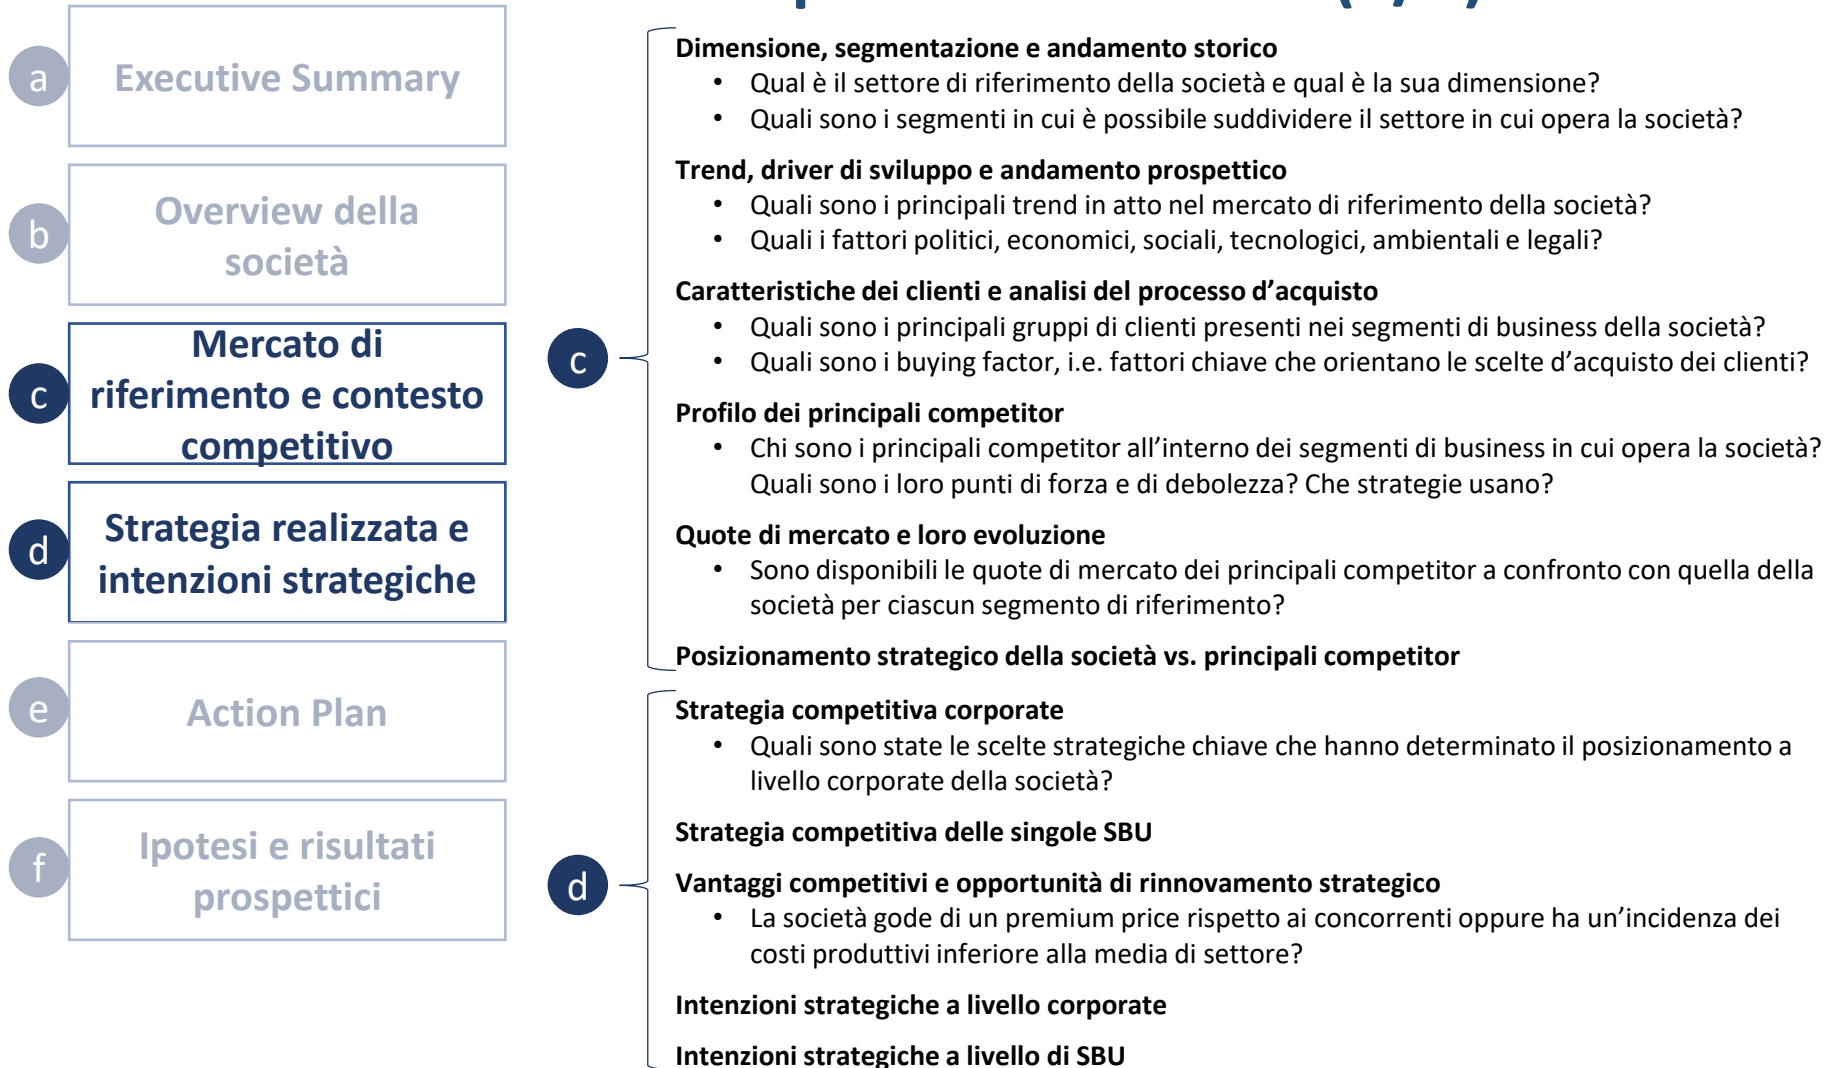 a
Executive Summary
b
Overview della
società
c
Mercato di
riferimento e contesto
competitivo
d
Strategia realizzata e
intenzioni strategiche
e
Action Plan
f
Ipotesi e risultati
prospettici
c
Dimensione, segmentazione e andamento storico
• Qual è il settore di riferimento della società e qual è la sua dimensione?
• Quali sono i segmenti in cui è possibile suddividere il settore in cui opera la società?
Trend, driver di sviluppo e andamento prospettico
• Quali sono i principali trend in atto nel mercato di riferimento della società?
• Quali i fattori politici, economici, sociali, tecnologici, ambientali e legali?
Caratteristiche dei clienti e analisi del processo d’acquisto
• Quali sono i principali gruppi di clienti presenti nei segmenti di business della società?
• Quali sono i buying factor, i.e. fattori chiave che orientano le scelte d’acquisto dei clienti?
Profilo dei principali competitor
• Chi sono i principali competitor all’interno dei segmenti di business in cui opera la società?
Quali sono i loro punti di forza e di debolezza? Che strategie usano?
Quote di mercato e loro evoluzione
• Sono disponibili le quote di mercato dei principali competitor a confronto con quella della
società per ciascun segmento di riferimento?
Posizionamento strategico della società vs. principali competitor
d
Strategia competitiva corporate
• Quali sono state le scelte strategiche chiave che hanno determinato il posizionamento a
livello corporate della società?
Strategia competitiva delle singole SBU
Vantaggi competitivi e opportunità di rinnovamento strategico
• La società gode di un premium price rispetto ai concorrenti oppure ha un’incidenza dei
costi produttivi inferiore alla media di settore?
Intenzioni strategiche a livello corporate
Intenzioni strategiche a livello di SBU